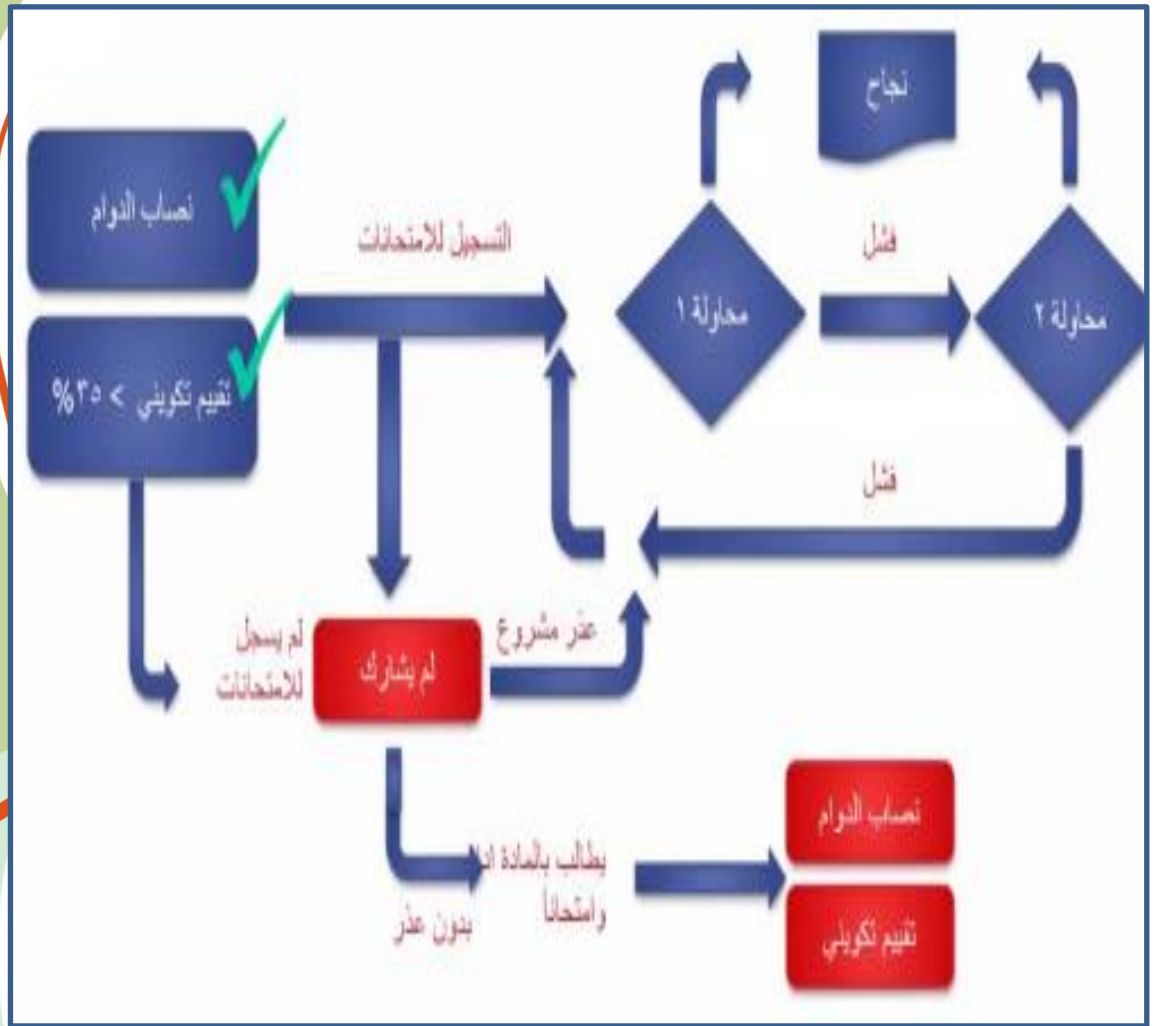 نجاح
نصاب الدوام
التسجيل للامتحانات
فشل
محاولة ١
محاولة ٢
تقييم تكويني > ٣٥%
فشل
لم يسجل
للامتحانات
لم يشارك
عذر مشروع
نصاب الدوام
يطالب بالمادة
وامتحانا
بدون عذر
تقييم تكويني